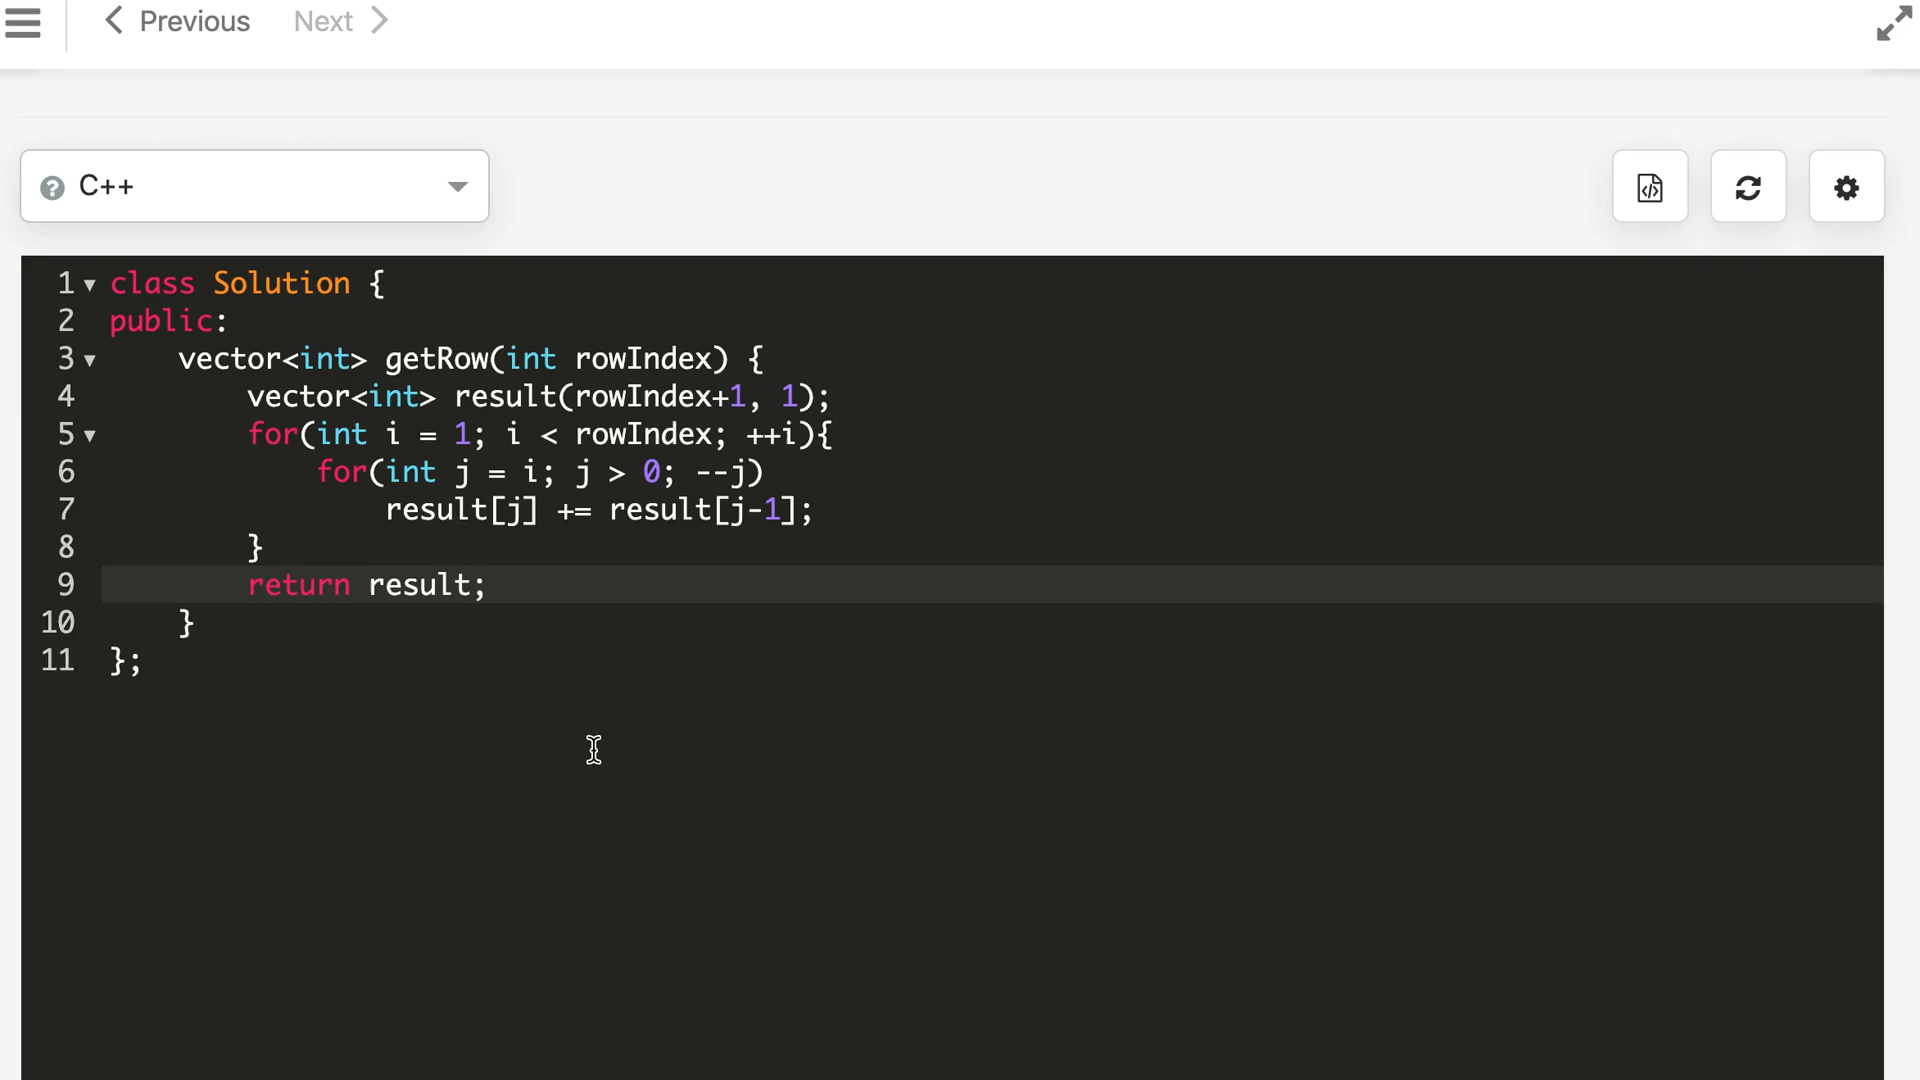 Previous Next
C++
1 class Solution {
2 public:
3 vector<int> getRow(int rowIndex) {
4 vector<int> result(rowIndex+1, 1);
5 for(int i = 1; i < rowIndex; ++i){
6 for(int j = i; j > 0; --j)
7 result[j] += result[j-1];
8 }
9 return result;
10 }
11 };